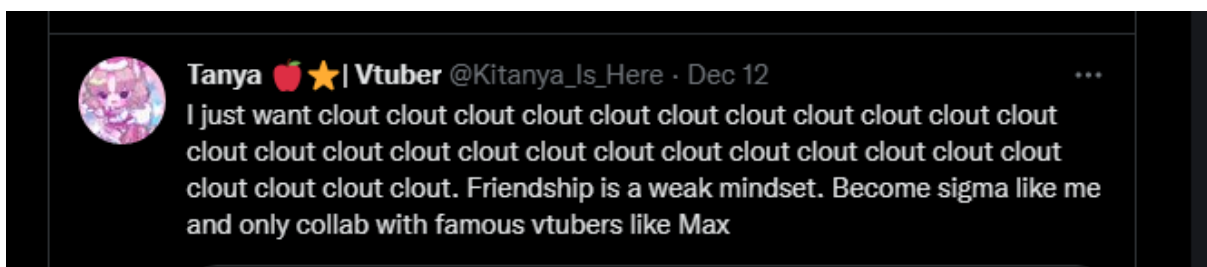 Tanya 🍎⭐| Vtuber @Kitanya_Is_Here · Dec 12
I just want clout clout clout clout clout clout clout clout clout clout clout
clout clout clout clout clout clout clout clout clout clout clout clout clout
clout clout clout clout. Friendship is a weak mindset. Become sigma like me
and only collab with famous vtubers like Max